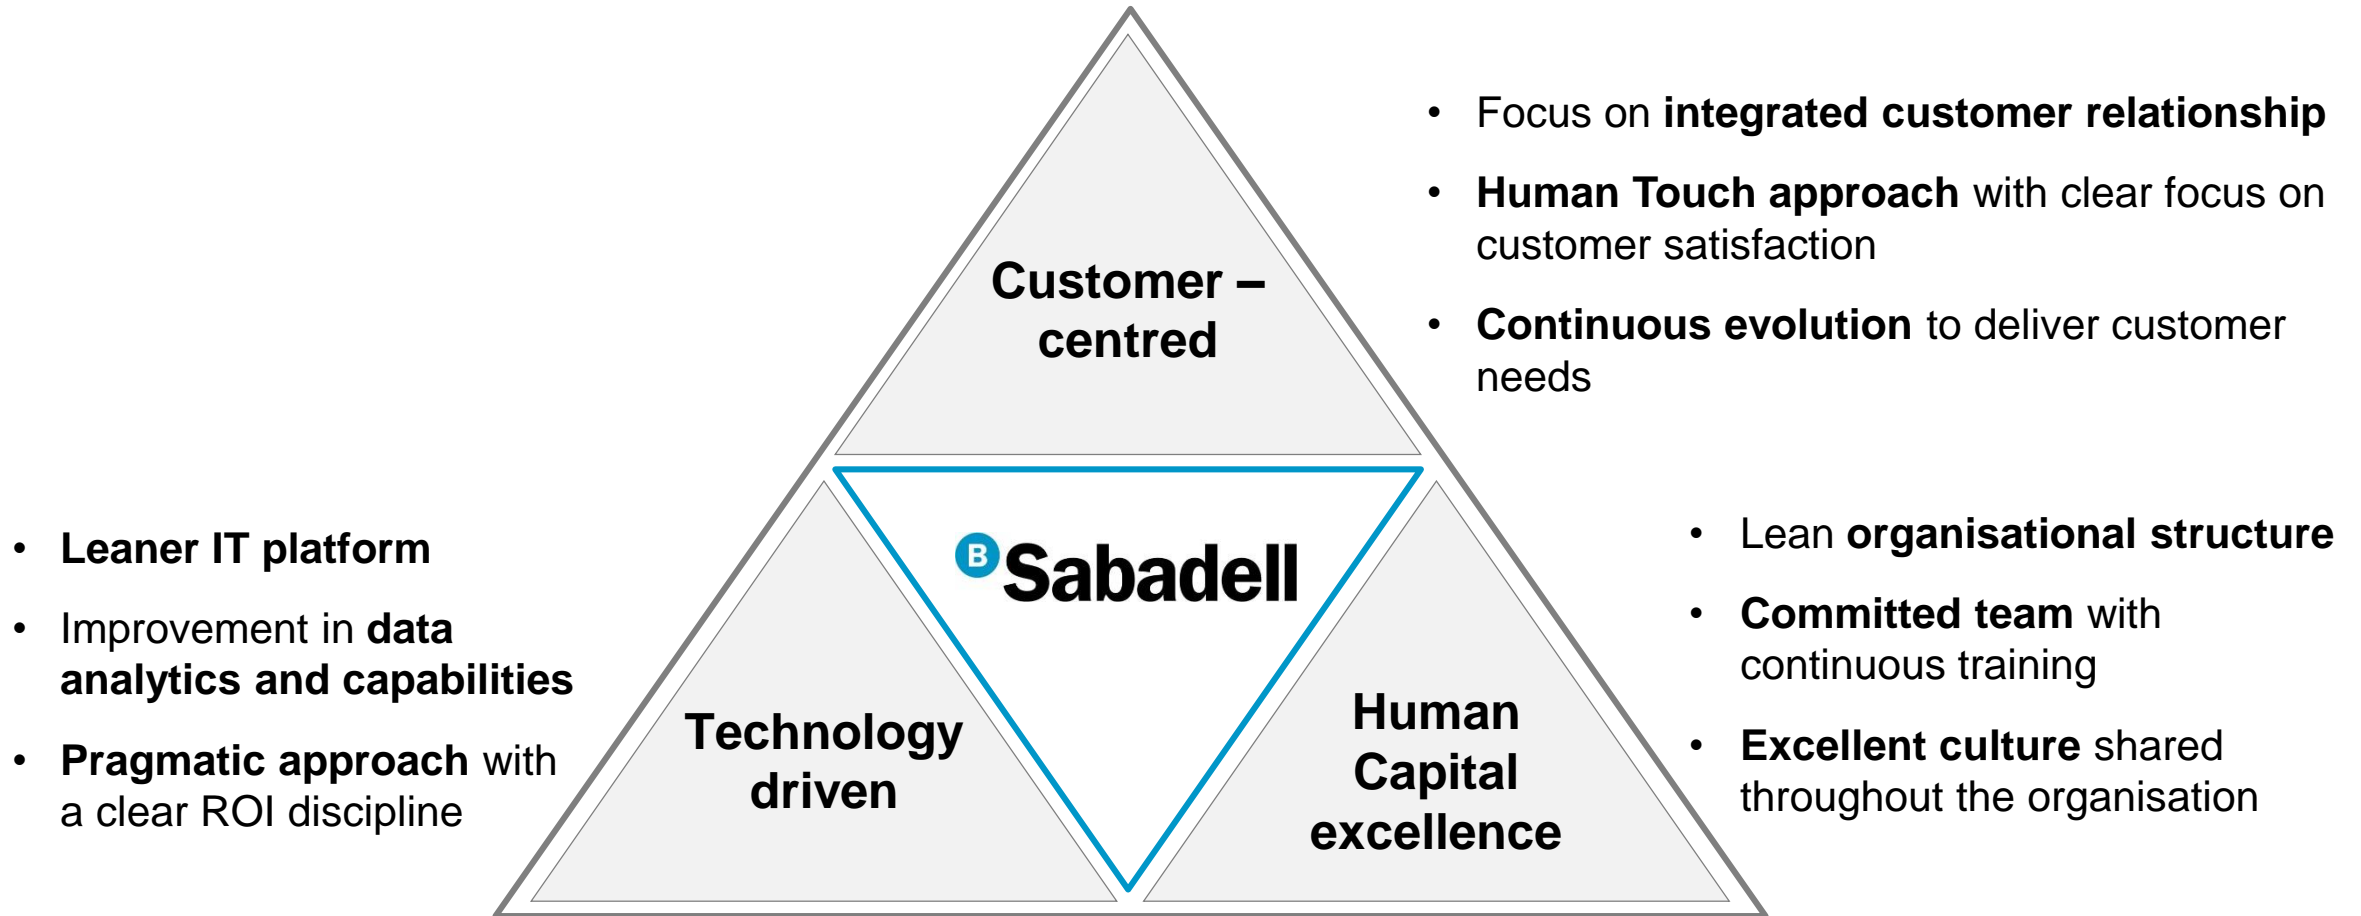 Customer –
centred
• Focus on integrated customer relationship
• Human Touch approach with clear focus on
customer satisfaction
• Continuous evolution to deliver customer
needs
B Sabadell
• Leaner IT platform
• Improvement in data
analytics and capabilities
• Pragmatic approach with
a clear ROI discipline
Technology
driven
Human
Capital
excellence
• Lean organisational structure
• Committed team with
continuous training
• Excellent culture shared
throughout the organisation